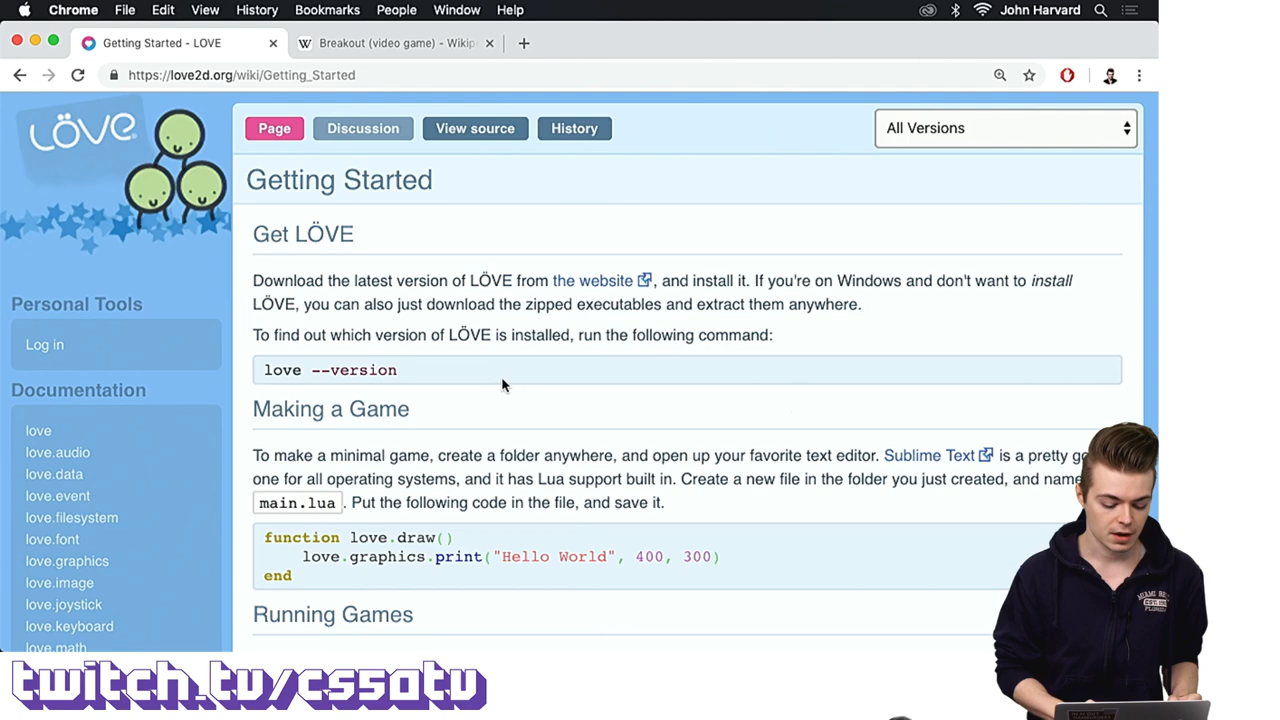 Chrome File Edit View History Bookmarks People Window Help John Harvard
Getting Started - LOVE
Breakout (video game) - Wikip
https://love2d.org/wiki/Getting_Started
LÖVE
Page Discussion View source History All Versions
Getting Started
Get LÖVE
Download the latest version of LÖVE from the website, and install it. If you're on Windows and don't want to install
LÖVE, you can also just download the zipped executables and extract them anywhere.
To find out which version of LÖVE is installed, run the following command:
love --version
Making a Game
To make a minimal game, create a folder anywhere, and open up your favorite text editor. Sublime Text is a pretty go
one for all operating systems, and it has Lua support built in. Create a new file in the folder you just created, and name
main.lua. Put the following code in the file, and save it.
function love.draw()
love.graphics.print("Hello World", 400, 300)
end
Running Games
Personal Tools
Log in
Documentation
love
love.audio
love.data
love.event
love.filesystem
love.font
love.graphics
love.image
love.joystick
love.keyboard
love.math
MIAMI BE
FLORID
twitch.tv/cs50tv